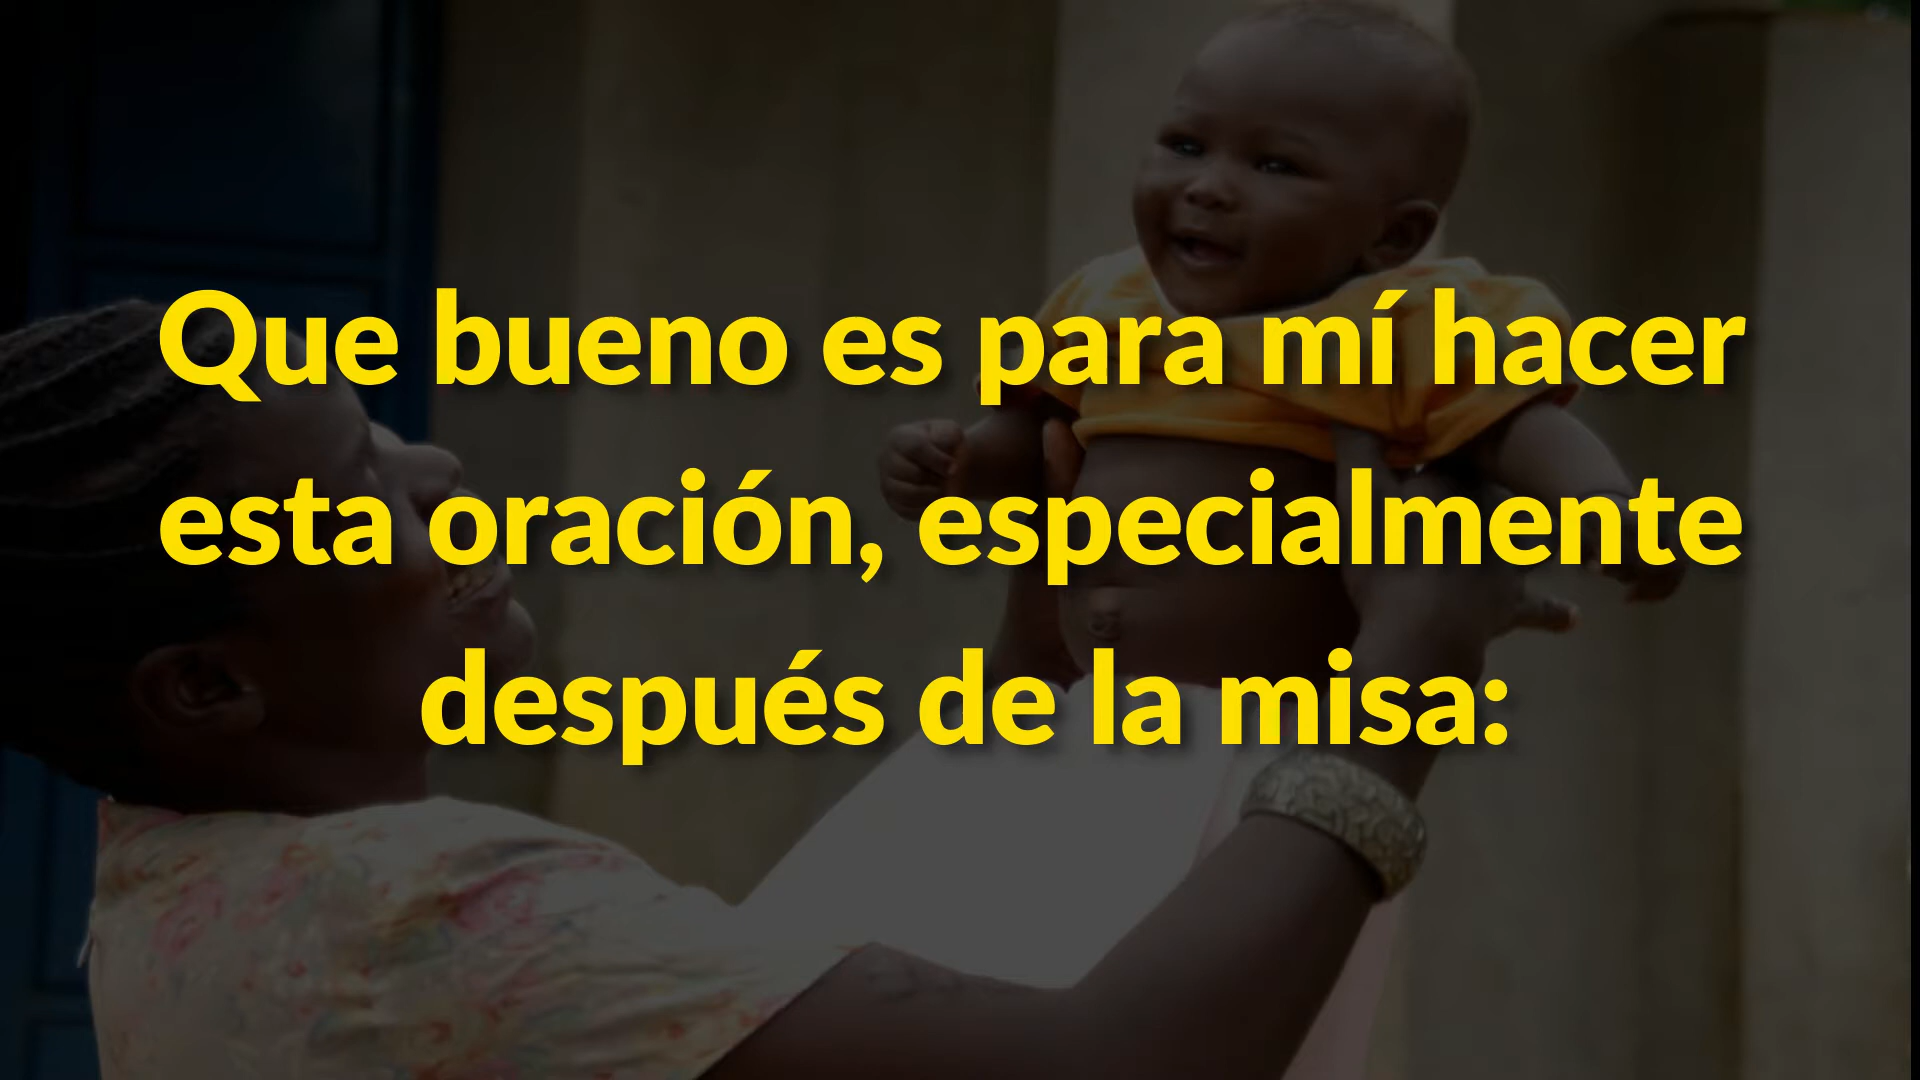 Que bueno es para mí hacer
esta oración, especialmente
después de la misa: